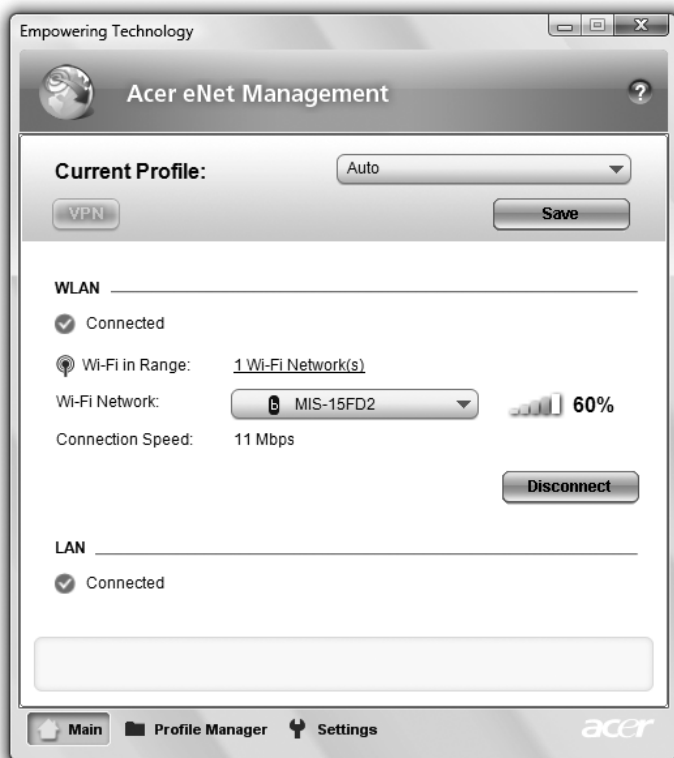 Empowering Technology
Acer eNet Management
?
Current Profile:
Auto
VPN
Save
WLAN
Connected
Wi-Fi in Range: 1 Wi-Fi Network(s)
Wi-Fi Network: b MIS-15FD2 60%
Connection Speed: 11 Mbps
Disconnect
LAN
Connected
Main Profile Manager Settings acer